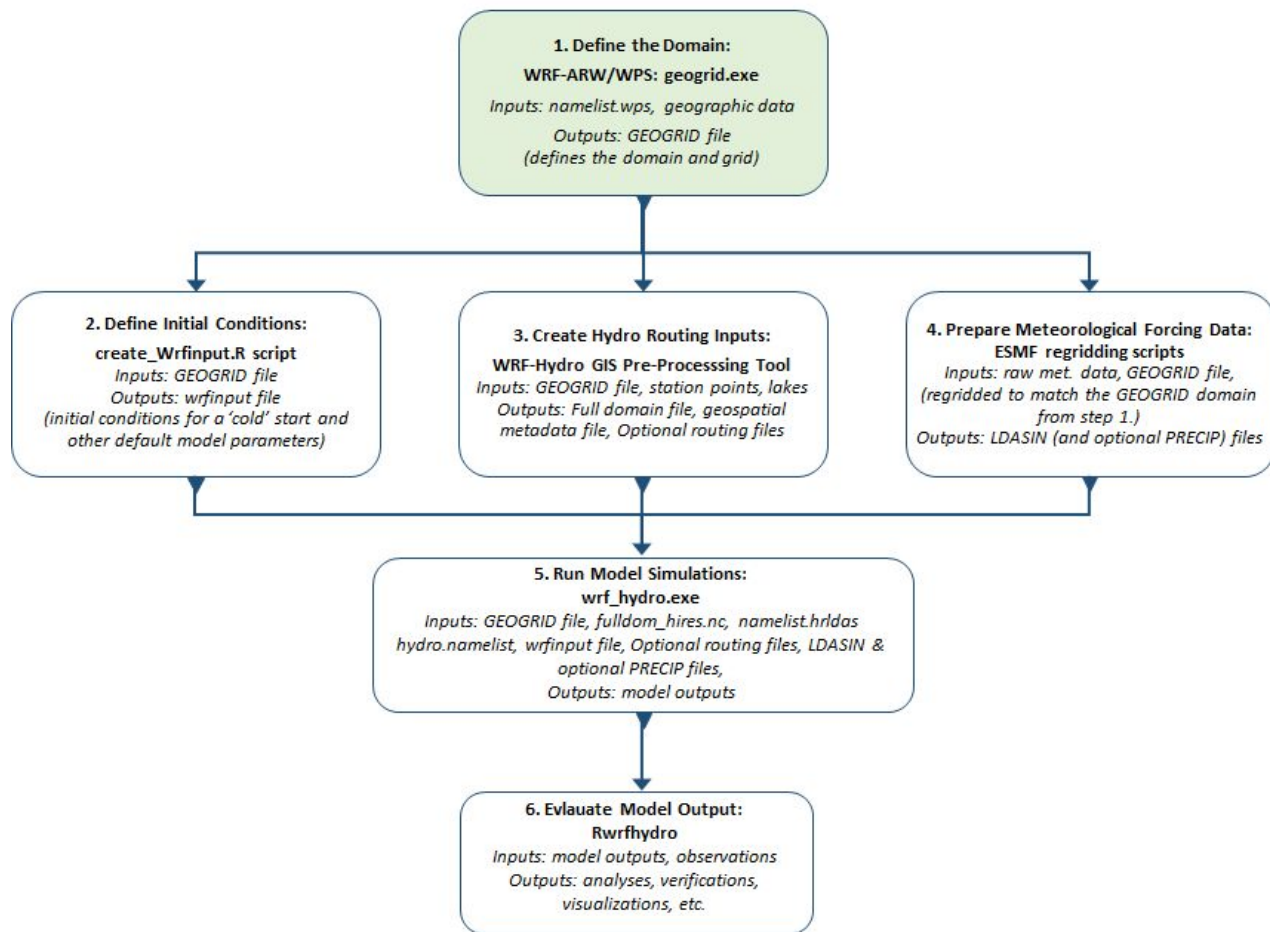 1. Define the Domain:
WRF-ARW/WPS: geogrid.exe
Inputs: namelist.wps, geographic data
Outputs: GEOGRID file
(defines the domain and grid)
2. Define Initial Conditions:
create_Wrfinput.R script
Inputs: GEOGRID file
Outputs: wrfinput file
(initial conditions for a ‘cold’ start and
other default model parameters)
3. Create Hydro Routing Inputs:
WRF-Hydro GIS Pre-Processsing Tool
Inputs: GEOGRID file, station points, lakes
Outputs: Full domain file, geospatial
metadata file, Optional routing files
4. Prepare Meteorological Forcing Data:
ESMF regridding scripts
Inputs: raw met. data, GEOGRID file,
(regridded to match the GEOGRID domain
from step 1.)
Outputs: LDASIN (and optional PRECIP) files
5. Run Model Simulations:
wrf_hydro.exe
Inputs: GEOGRID file, fulldom_hires.nc, namelist.hrldas
hydro.namelist, wrfinput file, Optional routing files, LDASIN &
optional PRECIP files,
Outputs: model outputs
6. Evlauate Model Output:
Rwrfhydro
Inputs: model outputs, observations
Outputs: analyses, verifications,
visualizations, etc.